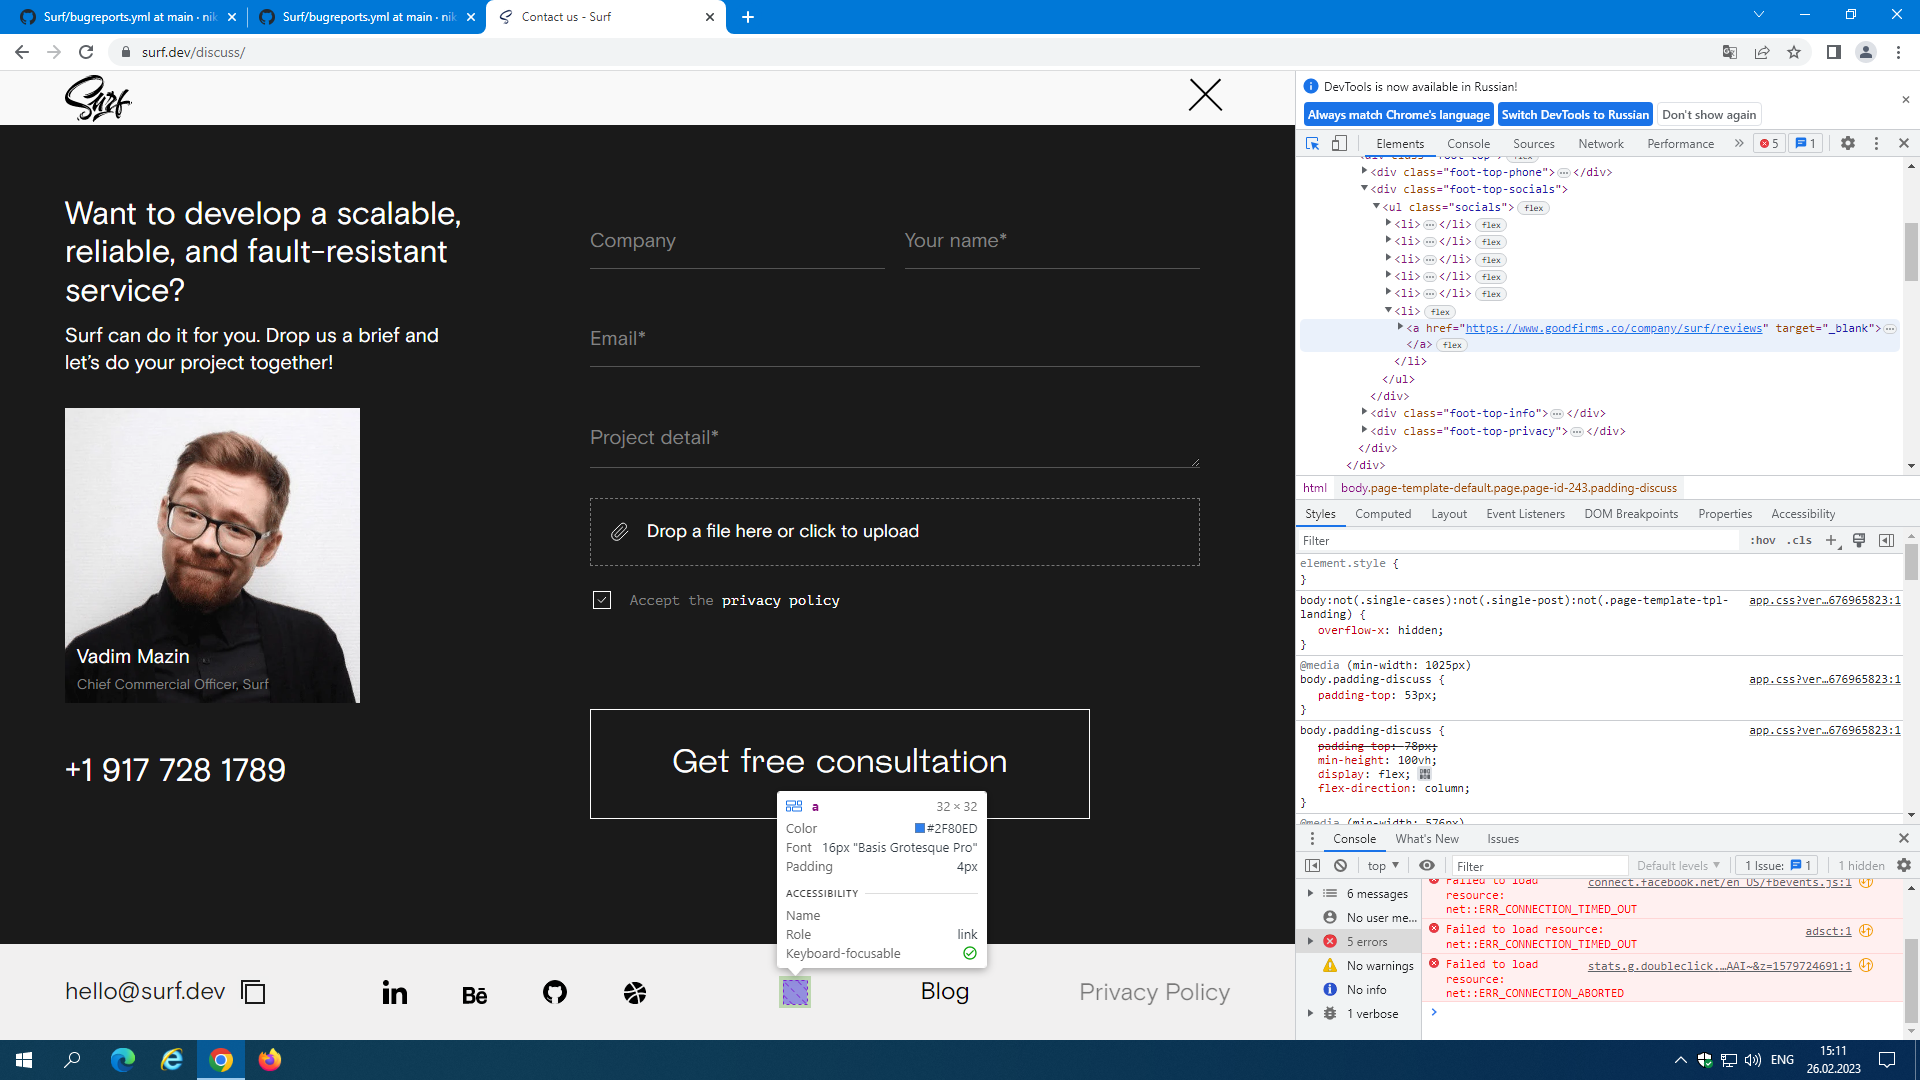 Surf/bugreports.yml at main · nik
Surf/bugreports.yml at main · nik
Contact us - Surf
surf.dev/discuss/
Surf
Want to develop a scalable,
reliable, and fault-resistant
service?
Surf can do it for you. Drop us a brief and
let's do your project together!
Vadim Mazin
Chief Commercial Officer, Surf
+1 917 728 1789
Company
Your name*
Email*
Project detail*
Drop a file here or click to upload
Accept the privacy policy
Get free consultation
a 32 × 32
Color #2F80ED
Font 16px "Basis Grotesque Pro"
Padding 4px
ACCESSIBILITY
Name
Role link
Keyboard-focusable
hello@surf.dev
in
Bē
Blog
Privacy Policy
DevTools is now available in Russian!
Always match Chrome's language
Switch DevTools to Russian
Don't show again
Elements Console Sources Network Performance » 5 1
<div class="foot-top"> flex
<div class="foot-top-phone"> … </div>
<div class="foot-top-socials">
<ul class="socials"> flex
<li> … </li> flex
<li> … </li> flex
<li> … </li> flex
<li> … </li> flex
<li> … </li> flex
<li> flex
<a href="https://www.goodfirms.co/company/surf/reviews" target="_blank"> …
</a> flex
</li>
</ul>
</div>
<div class="foot-top-info"> … </div>
<div class="foot-top-privacy"> … </div>
</div>
</div>
html body.page-template-default.page.page-id-243.padding-discuss
Styles Computed Layout Event Listeners DOM Breakpoints Properties Accessibility
Filter :hov .cls +
element.style {
}
body:not(.single-cases):not(.single-post):not(.page-template-tpl- app.css?ver…676965823:1
landing) {
overflow-x: hidden;
}
@media (min-width: 1025px)
body.padding-discuss { app.css?ver…676965823:1
padding-top: 53px;
}
body.padding-discuss { app.css?ver…676965823:1
padding-top: 78px;
min-height: 100vh;
display: flex;
flex-direction: column;
}
@media (min-width: 576px)
Console What's New Issues
top ▼ Filter Default levels ▼ 1 Issue: 1 1 hidden
6 messages
No user me…
5 errors
No warnings
No info
1 verbose
Failed to load connect.facebook.net/en_US/fbevents.js:1
resource:
net::ERR_CONNECTION_TIMED_OUT
Failed to load resource: adsct:1
net::ERR_CONNECTION_TIMED_OUT
Failed to load stats.g.doubleclick.…AAI~&z=1579724691:1
resource:
net::ERR_CONNECTION_ABORTED
ENG
15:11
26.02.2023